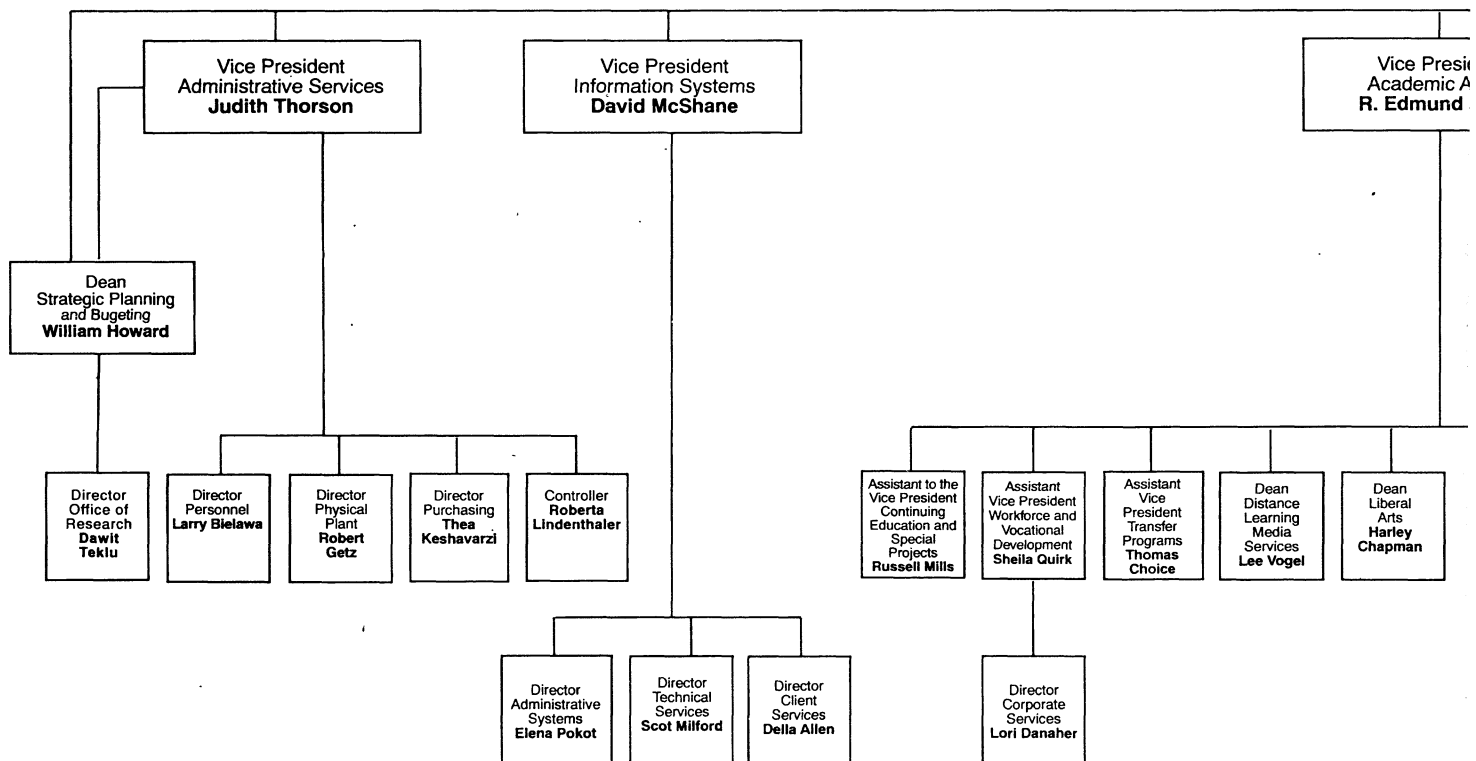 Vice President
Administrative Services
Judith Thorson
Vice President
Information Systems
David McShane
Vice
Academic
R. Edmund
Dean
Strategic Planning
and Bugeting
William Howard
Director
Office of
Research
Dawit
Teklu
Director
Personnel
Larry Bielawa
Director
Physical
Plant
Robert
Getz
Director
Purchasing
Thea
Keshavarzi
Controller
Roberta
Lindenthaler
Assistant to the
Vice President
Continuing
Education and
Special
Projects
Russell Mills
Assistant
Vice President
Workforce and
Vocational
Development
Sheila Quirk
Assistant
Vice
President
Transfer
Programs
Thomas
Choice
Dean
Distance
Learning
Media
Services
Lee Vogel
Dean
Liberal
Arts
Harley
Chapman
Director
Administrative
Systems
Elena Pokot
Director
Technical
Services
Scot Milford
Director
Client
Services
Della Allen
Director
Corporate
Services
Lori Danaher